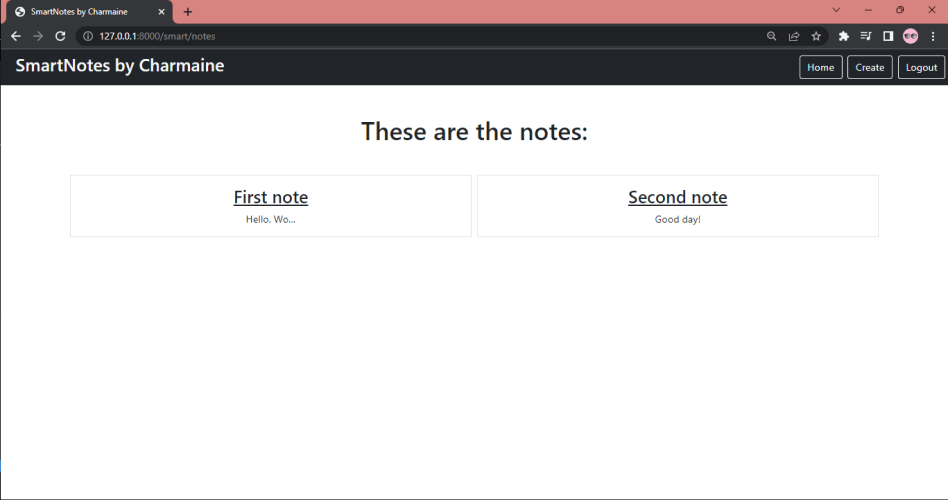 SmartNotes by Charmaine
127.0.0.1:8000/smart/notes
SmartNotes by Charmaine
Home
Create
Logout
These are the notes:
First note
Hello, Wo...
Second note
Good day!